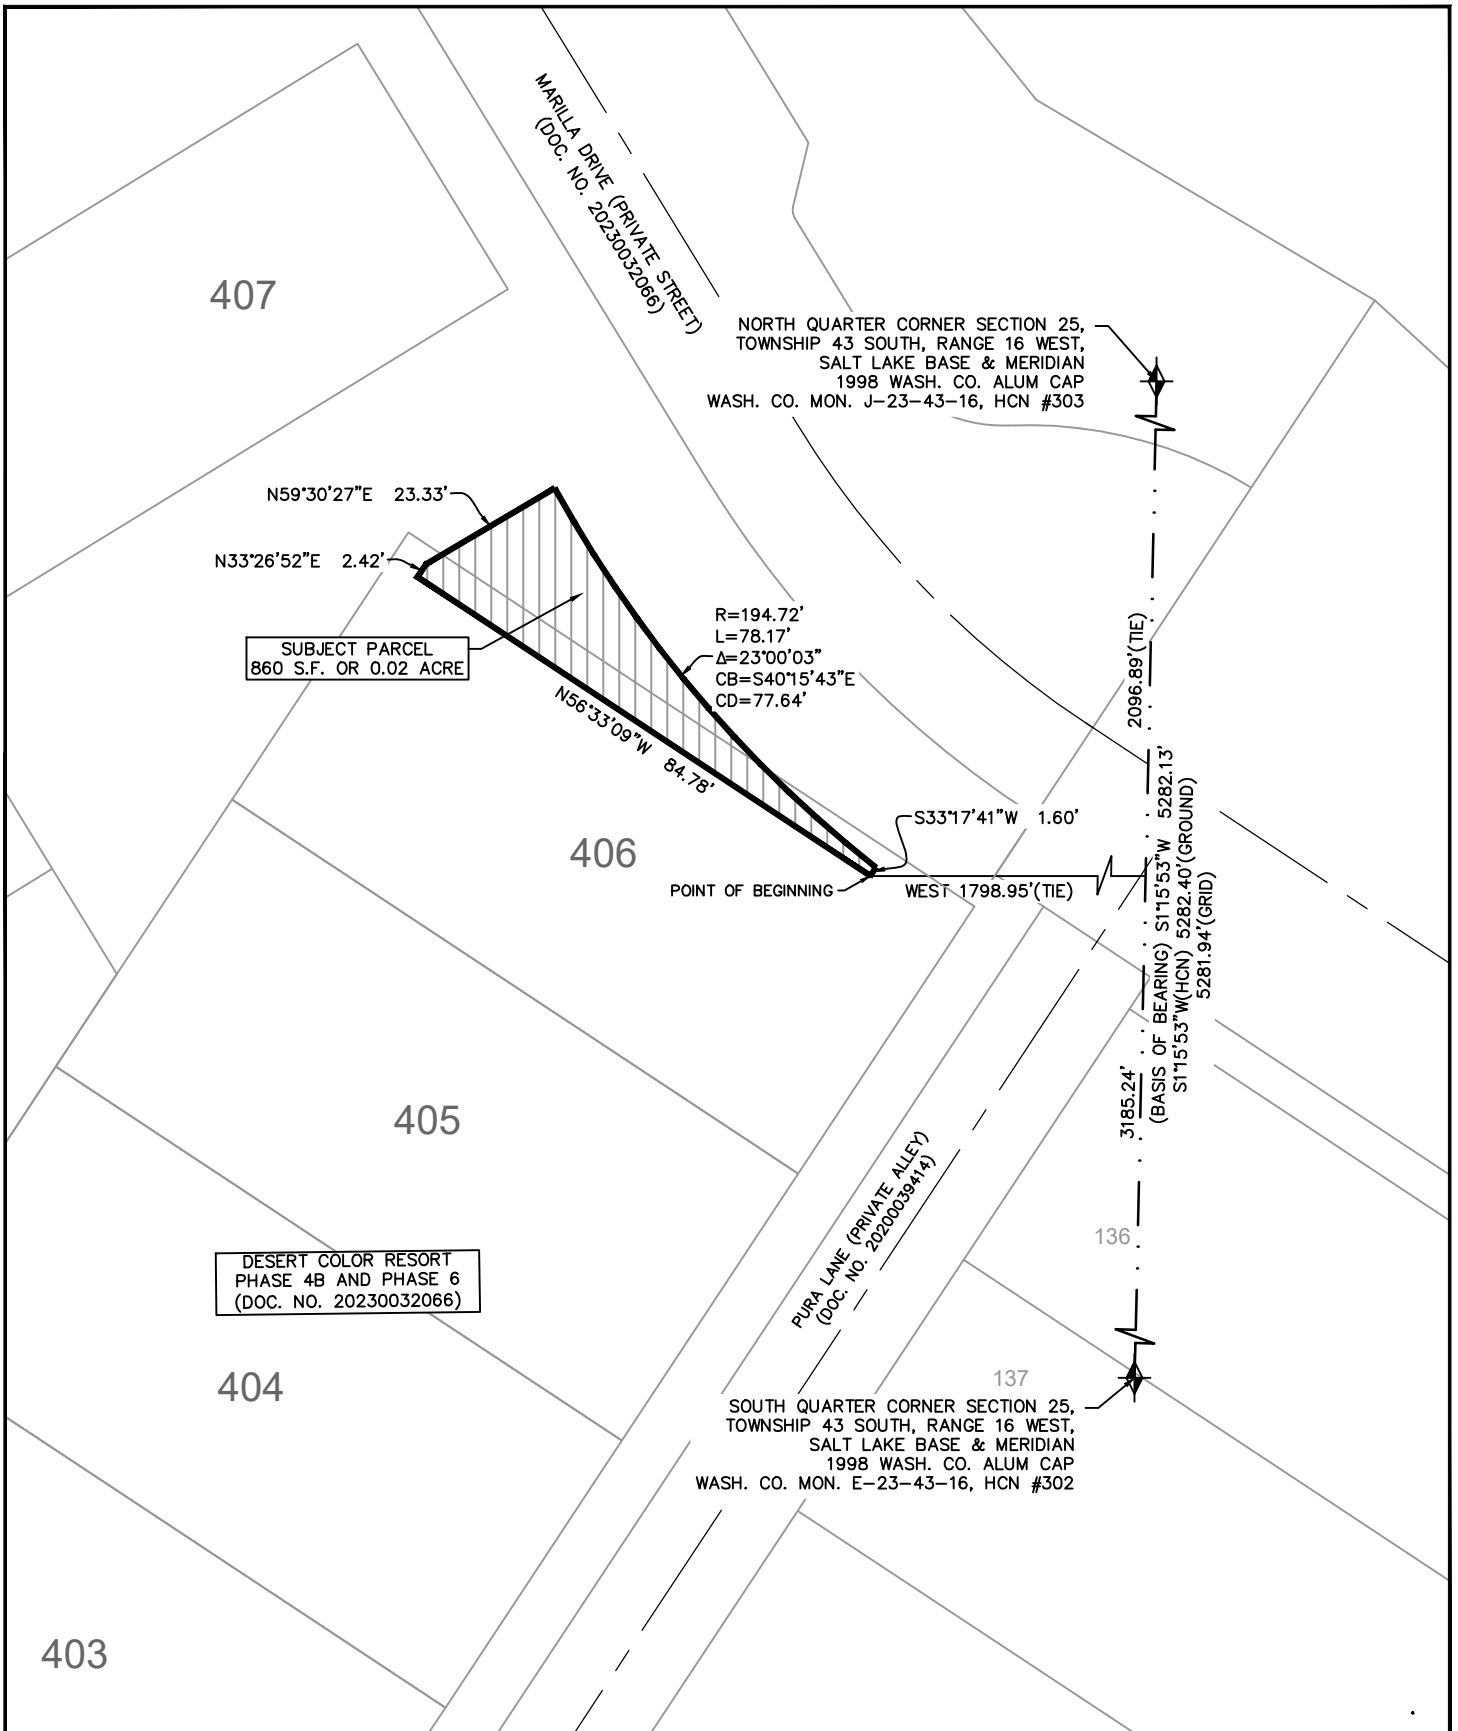 MARILLA DRIVE (PRIVATE STREET)
(DOC. NO. 20230032066)
407
NORTH QUARTER CORNER SECTION 25,
TOWNSHIP 43 SOUTH, RANGE 16 WEST,
SALT LAKE BASE & MERIDIAN
1998 WASH. CO. ALUM CAP
WASH. CO. MON. J-23-43-16, HCN #303
N59°30'27"E 23.33'
N33°26'52"E 2.42'
R=194.72'
L=78.17'
Δ=23°00'03"
CB=S40°15'43"E
CD=77.64'
SUBJECT PARCEL
860 S.F. OR 0.02 ACRE
N56°33'09"W 84.78'
2096.89'(TIE)
S33°17'41"W 1.60'
406
POINT OF BEGINNING
WEST 1798.95'(TIE)
(BASIS OF BEARING) S1°15'53"W 5282.13'
S1°15'53"W(HCN) 5282.40'(GROUND)
5281.94'(GRID)
3185.24'
405
PURA LANE (PRIVATE ALLEY)
(DOC. NO. 20200039414)
136
DESERT COLOR RESORT
PHASE 4B AND PHASE 6
(DOC. NO. 20230032066)
404
137
SOUTH QUARTER CORNER SECTION 25,
TOWNSHIP 43 SOUTH, RANGE 16 WEST,
SALT LAKE BASE & MERIDIAN
1998 WASH. CO. ALUM CAP
WASH. CO. MON. E-23-43-16, HCN #302
403